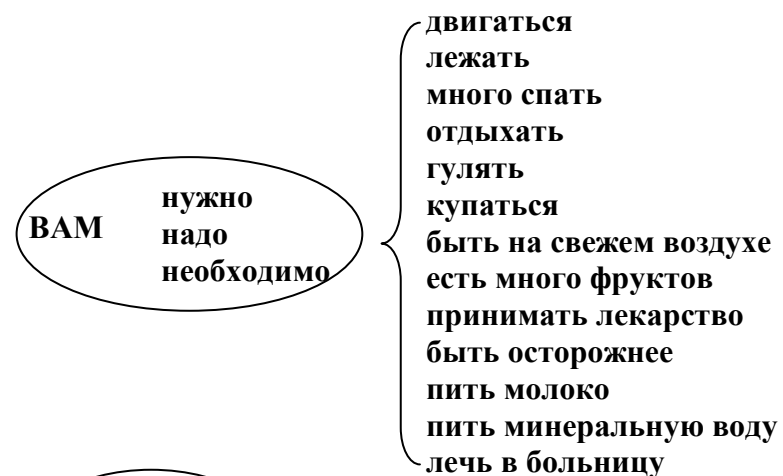 двигаться
лежать
много спать
отдыхать
гулять
купаться
быть на свежем воздухе
есть много фруктов
принимать лекарство
быть осторожнее
пить молоко
пить минеральную воду
лечь в больницу
ВАМ
нужно
надо
необходимо